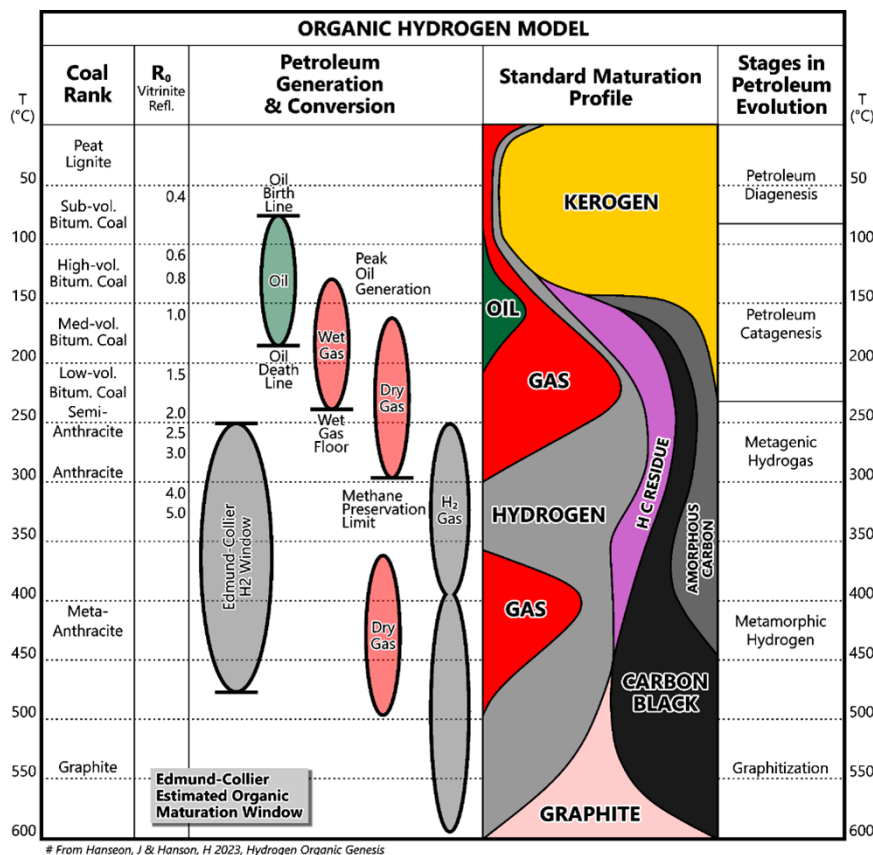 ORGANIC HYDROGEN MODEL
T
(°C)
Coal
Rank
R₀
Vitrinite
Refl.
Petroleum
Generation
& Conversion
Standard Maturation
Profile
Stages in
Petroleum
Evolution
T
(°C)
50
100
150
200
250
300
350
400
450
500
550
600
Peat
Lignite
Sub-vol.
Bitum. Coal
High-vol.
Bitum. Coal
Med-vol.
Bitum. Coal
Low-vol.
Bitum. Coal
Semi-
Anthracite
Anthracite
Meta-
Anthracite
Graphite
0.4
0.6
0.8
1.0
1.5
2.0
2.5
3.0
4.0
5.0
Oil
Birth
Line
Oil
Oil
Death
Line
Peak
Oil
Generation
Wet
Gas
Wet
Gas
Floor
Dry
Gas
Methane
Preservation
Limit
H₂
Gas
Edmund-Collier
H2 Window
Dry
Gas
Edmund-Collier
Estimated Organic
Maturation Window
KEROGEN
OIL
GAS
HYDROGEN
H C RESIDUE
AMORPHOUS
CARBON
GAS
CARBON
BLACK
GRAPHITE
Petroleum
Diagenesis
Petroleum
Catagenesis
Metagenic
Hydrogas
Metamorphic
Hydrogen
Graphitization
50
100
150
200
250
300
350
400
450
500
550
600
# From Hanseon, J & Hanson, H 2023, Hydrogen Organic Genesis